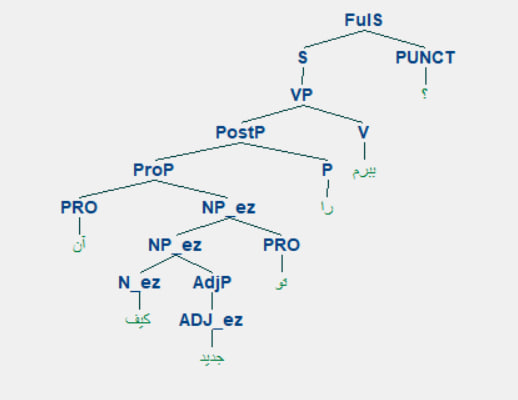 FulS
S PUNCT
VP ؟
PostP V
ProP P ببرم
PRO NP_ez را
آن NP_ez PRO
N_ez AdjP تو
کیف ADJ_ez
جدید